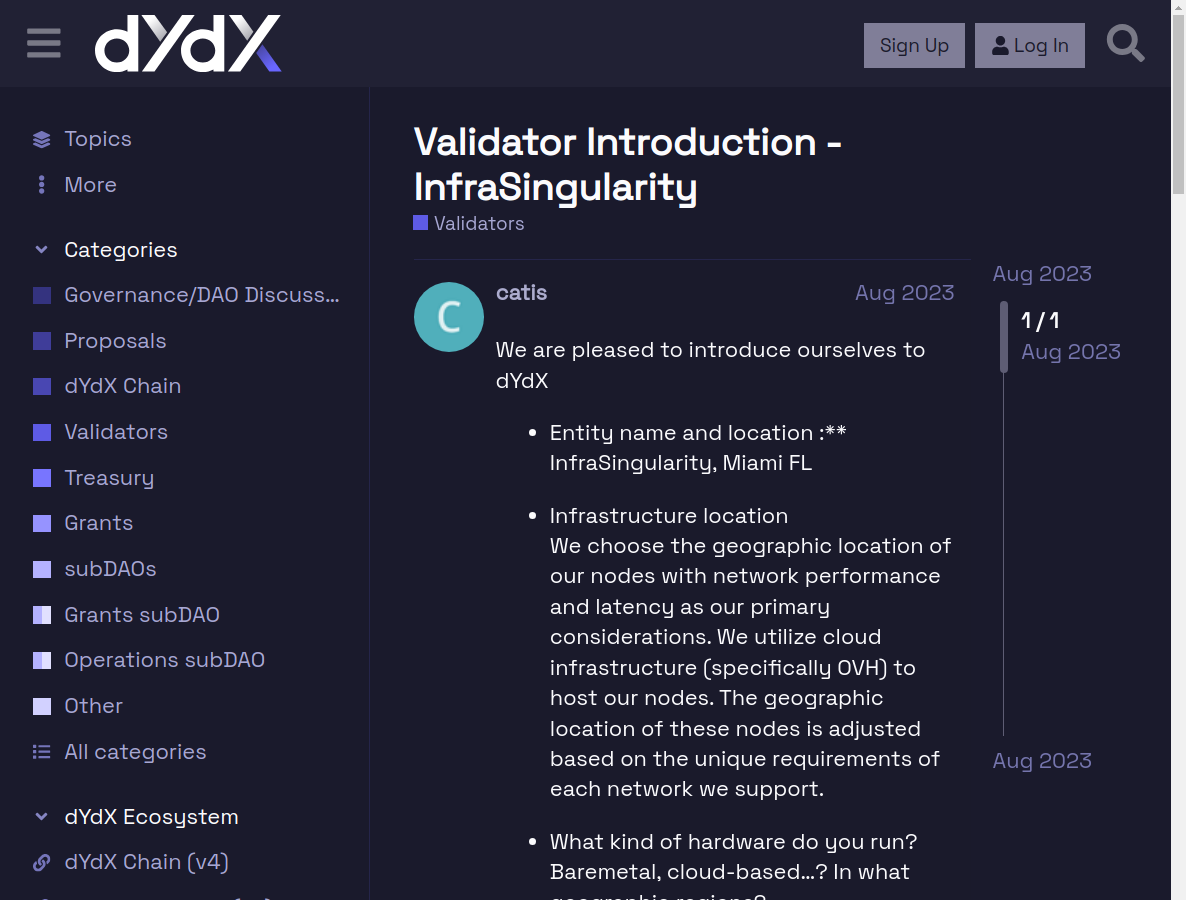 dYdX
Sign Up
Log In
Topics
More
Categories
Governance/DAO Discuss...
Proposals
dYdX Chain
Validators
Treasury
Grants
subDAOs
Grants subDAO
Operations subDAO
Other
All categories
dYdX Ecosystem
dYdX Chain (v4)
Validator Introduction -
InfraSingularity
Validators
catis
Aug 2023
We are pleased to introduce ourselves to
dYdX
Entity name and location :**
InfraSingularity, Miami FL
Infrastructure location
We choose the geographic location of
our nodes with network performance
and latency as our primary
considerations. We utilize cloud
infrastructure (specifically OVH) to
host our nodes. The geographic
location of these nodes is adjusted
based on the unique requirements of
each network we support.
What kind of hardware do you run?
Baremetal, cloud-based…? In what
geographic regions?
Aug 2023
1 / 1
Aug 2023
Aug 2023